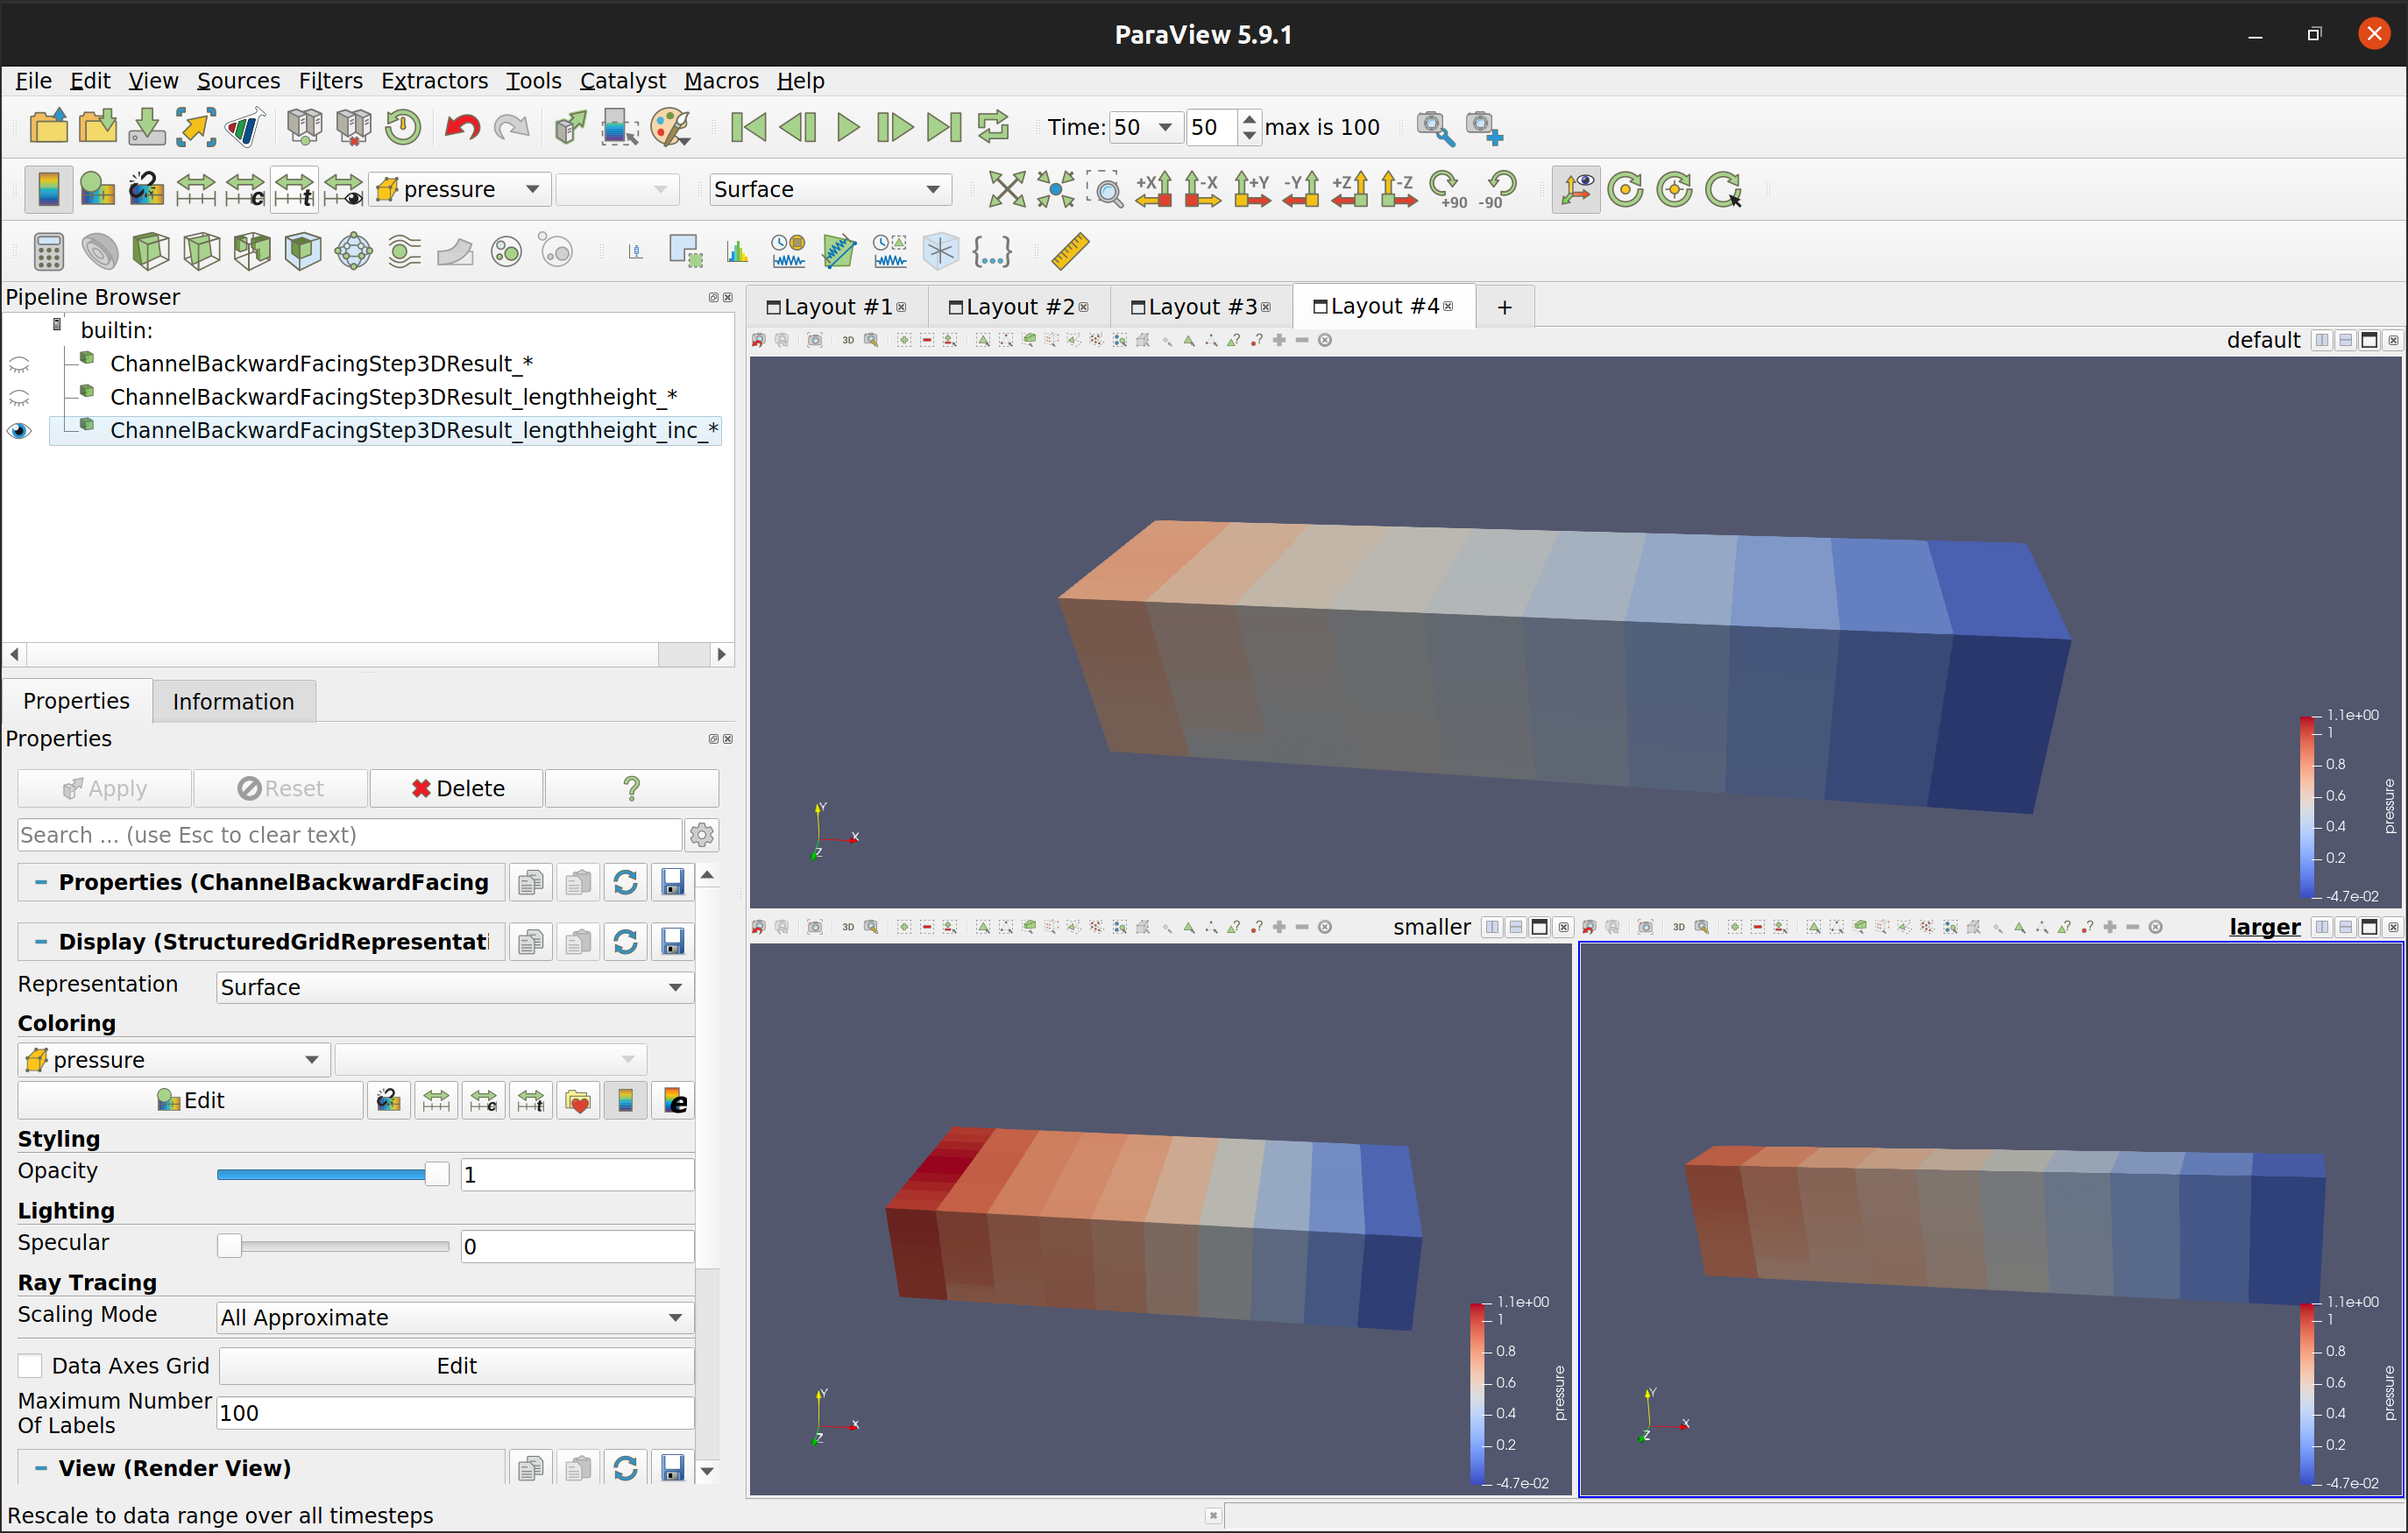 ParaView 5.9.1
File Edit View Sources Filters Extractors Tools Catalyst Macros Help
Time: 50 50 max is 100
c t pressure Surface +X -X +Y -Y +Z -Z +90 -90
Pipeline Browser
builtin:
ChannelBackwardFacingStep3DResult_*
ChannelBackwardFacingStep3DResult_lengthheight_*
ChannelBackwardFacingStep3DResult_lengthheight_inc_*
Properties Information
Properties
Apply Reset Delete ?
Search ... (use Esc to clear text)
Properties (ChannelBackwardFacing
Display (StructuredGridRepresentati
Representation Surface
Coloring
pressure
Edit c t e
Styling
Opacity 1
Lighting
Specular 0
Ray Tracing
Scaling Mode All Approximate
Data Axes Grid Edit
Maximum Number
Of Labels 100
View (Render View)
Rescale to data range over all timesteps
Layout #1 Layout #2 Layout #3 Layout #4 +
3D default
1.1e+00
1
0.8
0.6
0.4
0.2
-4.7e-02
pressure
Y
X
Z
3D smaller
1.1e+00
1
0.8
0.6
0.4
0.2
-4.7e-02
pressure
Y
X
Z
3D larger
1.1e+00
1
0.8
0.6
0.4
0.2
-4.7e-02
pressure
Y
X
Z